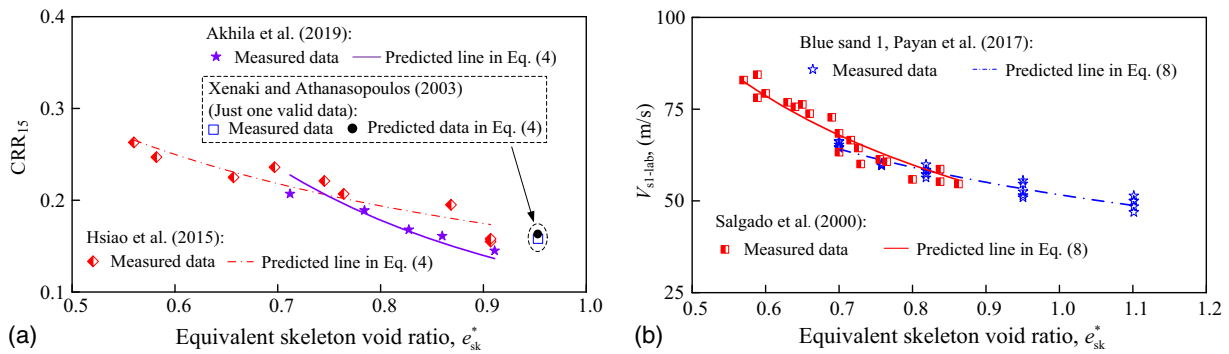 0.4
0.3
0.2
0.1
CRR15
Akhila et al. (2019):
Measured data
Predicted line in Eq. (4)
Xenaki and Athanasopoulos (2003)
(Just one valid data):
Measured data
Predicted data in Eq. (4)
Hsiao et al. (2015):
Measured data
Predicted line in Eq. (4)
0.5 0.6 0.7 0.8 0.9 1.0
(a)
Equivalent skeleton void ratio, e*sk
100
75
50
25
Vs1-lab, (m/s)
Blue sand 1, Payan et al. (2017):
Measured data
Predicted line in Eq. (8)
Salgado et al. (2000):
Measured data
Predicted line in Eq. (8)
0.5 0.6 0.7 0.8 0.9 1.0 1.1 1.2
(b)
Equivalent skeleton void ratio, e*sk